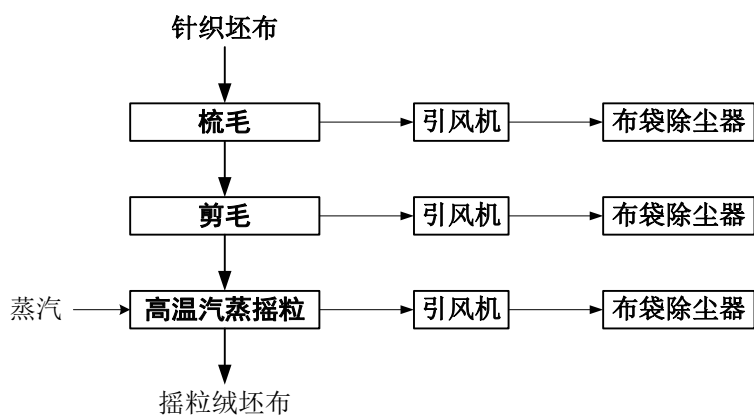 针织坯布
梳毛 引风机 布袋除尘器
剪毛 引风机 布袋除尘器
蒸汽 高温汽蒸摇粒 引风机 布袋除尘器
摇粒绒坯布